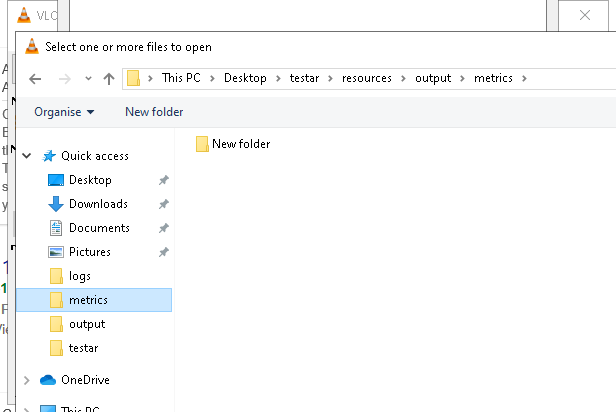 VLC
Select one or more files to open
This PC > Desktop > testar > resources > output > metrics >
Organise New folder
New folder
Quick access
Desktop
Downloads
Documents
Pictures
logs
metrics
output
testar
OneDrive
This PC